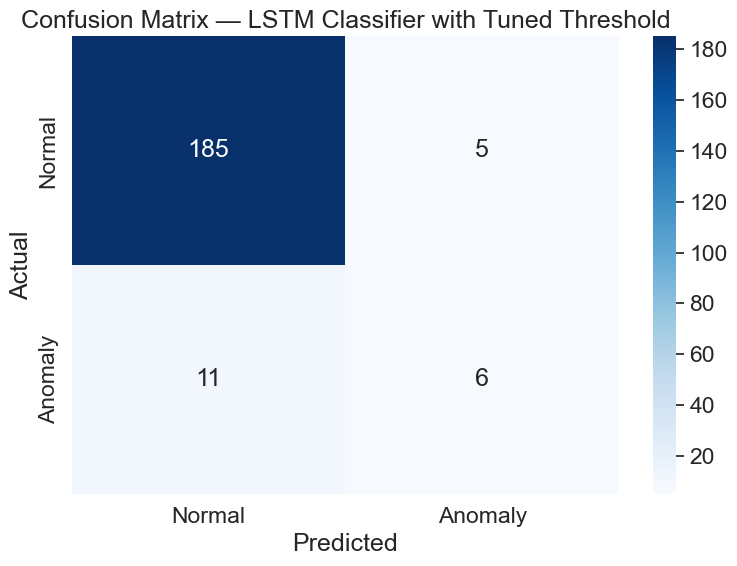 Confusion Matrix — LSTM Classifier with Tuned Threshold
Normal
185
5
Actual
Anomaly
11
6
Normal
Anomaly
Predicted
180
160
140
120
100
80
60
40
20